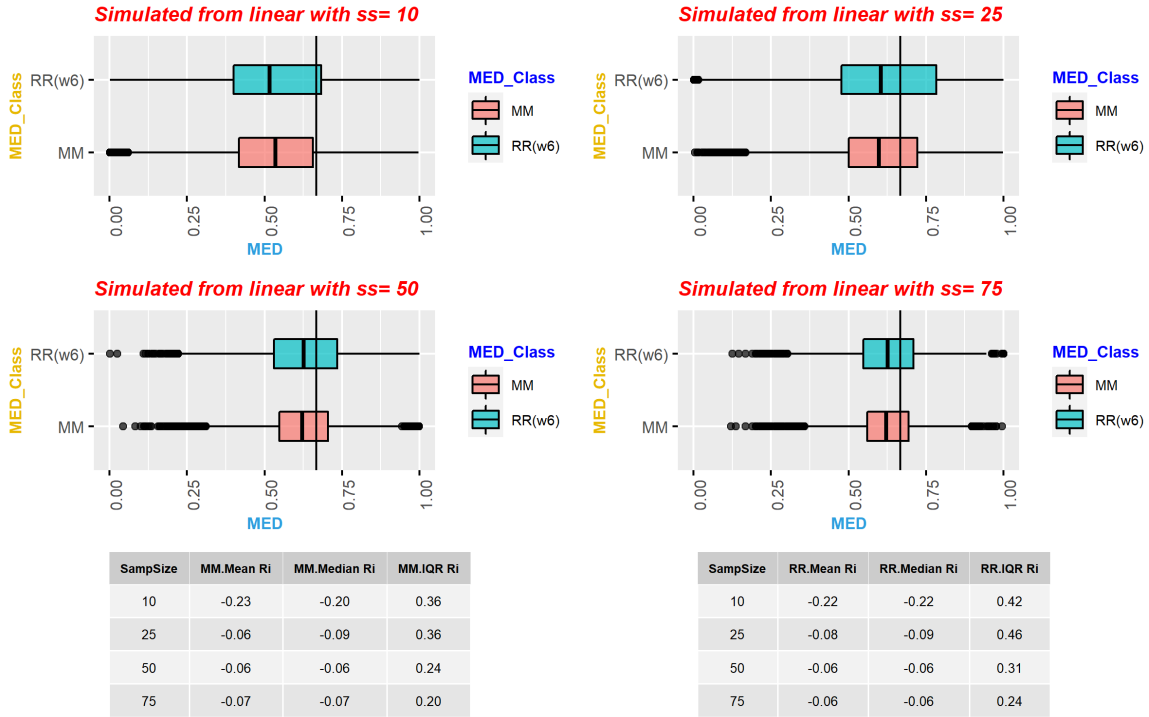 Simulated from linear with ss= 10
MED_Class
RR(w6)
MM
0.00
0.25
0.50
0.75
1.00
MED
MED_Class
MM
RR(w6)
Simulated from linear with ss= 25
MED_Class
RR(w6)
MM
0.00
0.25
0.50
0.75
1.00
MED
MED_Class
MM
RR(w6)
Simulated from linear with ss= 50
MED_Class
RR(w6)
MM
0.00
0.25
0.50
0.75
1.00
MED
MED_Class
MM
RR(w6)
Simulated from linear with ss= 75
MED_Class
RR(w6)
MM
0.00
0.25
0.50
0.75
1.00
MED
MED_Class
MM
RR(w6)
SampSize MM.Mean Ri MM.Median Ri MM.IQR Ri
10 -0.23 -0.20 0.36
25 -0.06 -0.09 0.36
50 -0.06 -0.06 0.24
75 -0.07 -0.07 0.20
SampSize RR.Mean Ri RR.Median Ri RR.IQR Ri
10 -0.22 -0.22 0.42
25 -0.08 -0.09 0.46
50 -0.06 -0.06 0.31
75 -0.06 -0.06 0.24